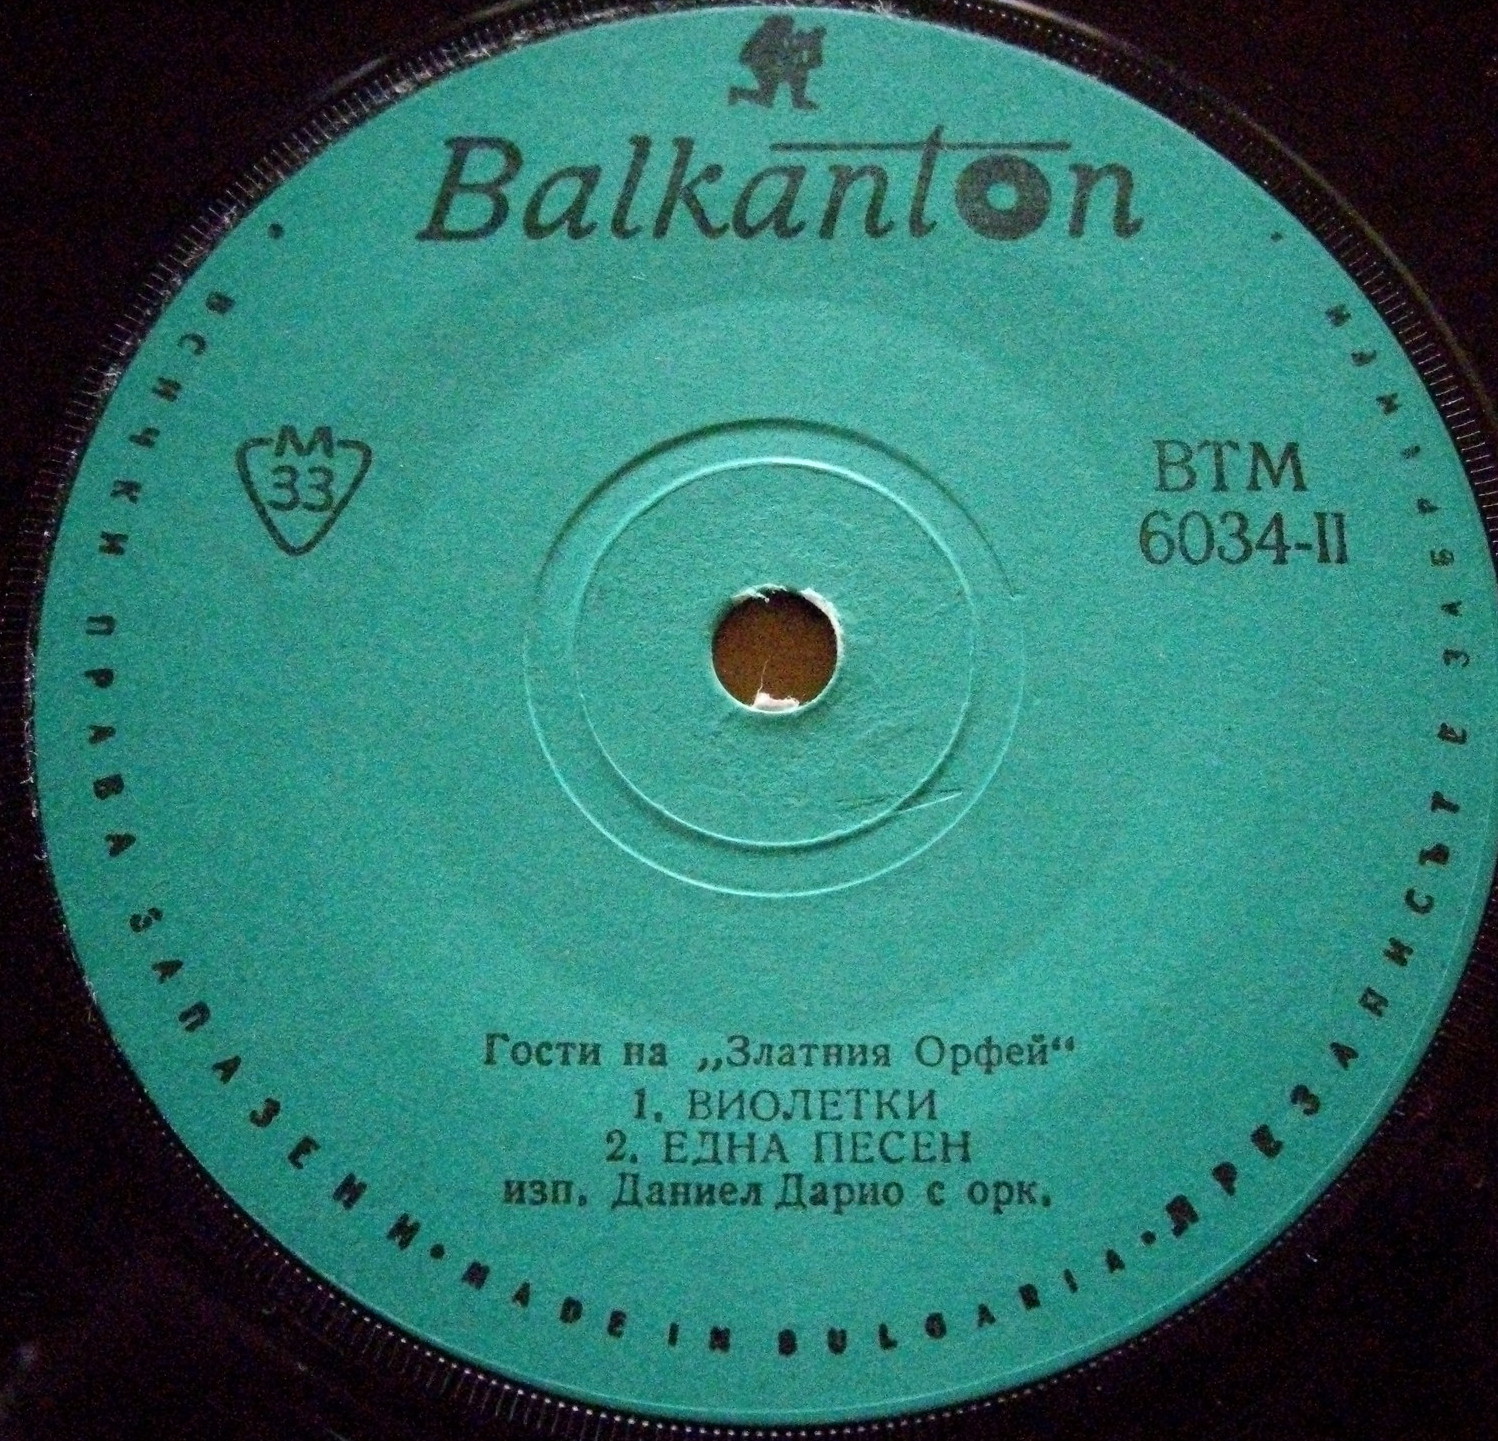 Balkanton
М
33
ВТМ
6034-II
Гости на „Златния Орфей“
1. ВИОЛЕТКИ
2. ЕДНА ПЕСЕН
изп. Даниел Дарио с орк.
ВСИЧКИ ПРАВА ЗАПАЗЕНИ • MADE IN BULGARIA • ПРЕЗАПИСЪТ Е ЗАБРАНЕН